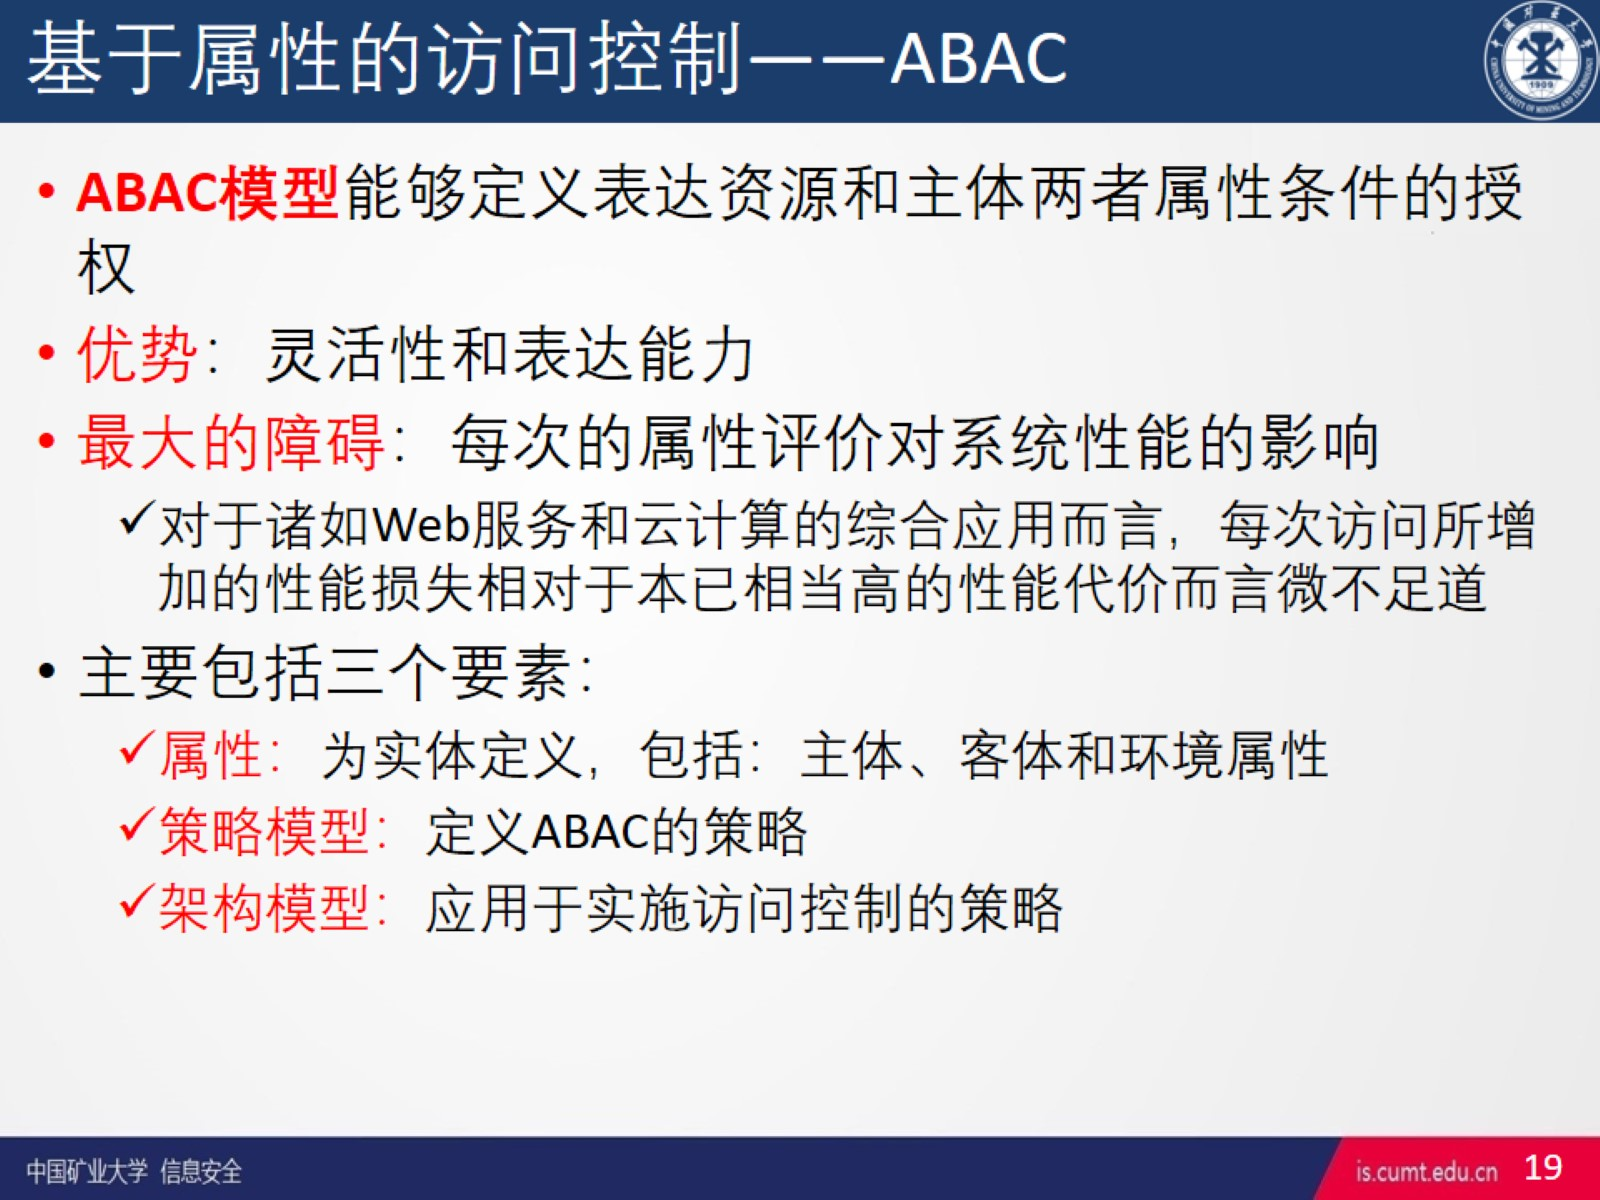 基于属性的访问控制——ABAC
• ABAC模型能够定义表达资源和主体两者属性条件的授
权
• 优势：灵活性和表达能力
• 最大的障碍：每次的属性评价对系统性能的影响
✓对于诸如Web服务和云计算的综合应用而言，每次访问所增
加的性能损失相对于本已相当高的性能代价而言微不足道
• 主要包括三个要素：
✓属性：为实体定义，包括：主体、客体和环境属性
✓策略模型：定义ABAC的策略
✓架构模型：应用于实施访问控制的策略
中国矿业大学 信息安全
is.cumt.edu.cn 19
1909
CHINA UNIVERSITY OF MINING AND TECHNOLOGY